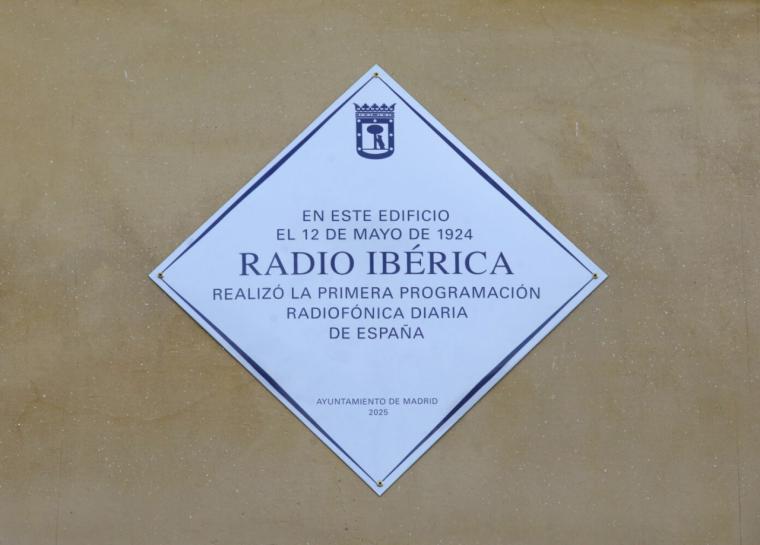 EN ESTE EDIFICIO
EL 12 DE MAYO DE 1924
RADIO IBÉRICA
REALIZÓ LA PRIMERA PROGRAMACIÓN
RADIOFÓNICA DIARIA
DE ESPAÑA
AYUNTAMIENTO DE MADRID
2025